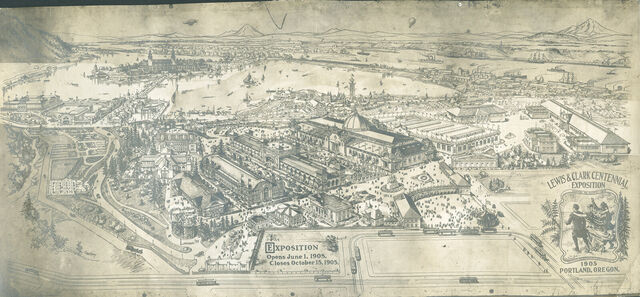 EXPOSITION
Opens June 1, 1905.
Closes October 15, 1905.
LEWIS & CLARK CENTENNIAL
EXPOSITION
1905
PORTLAND, OREGON.